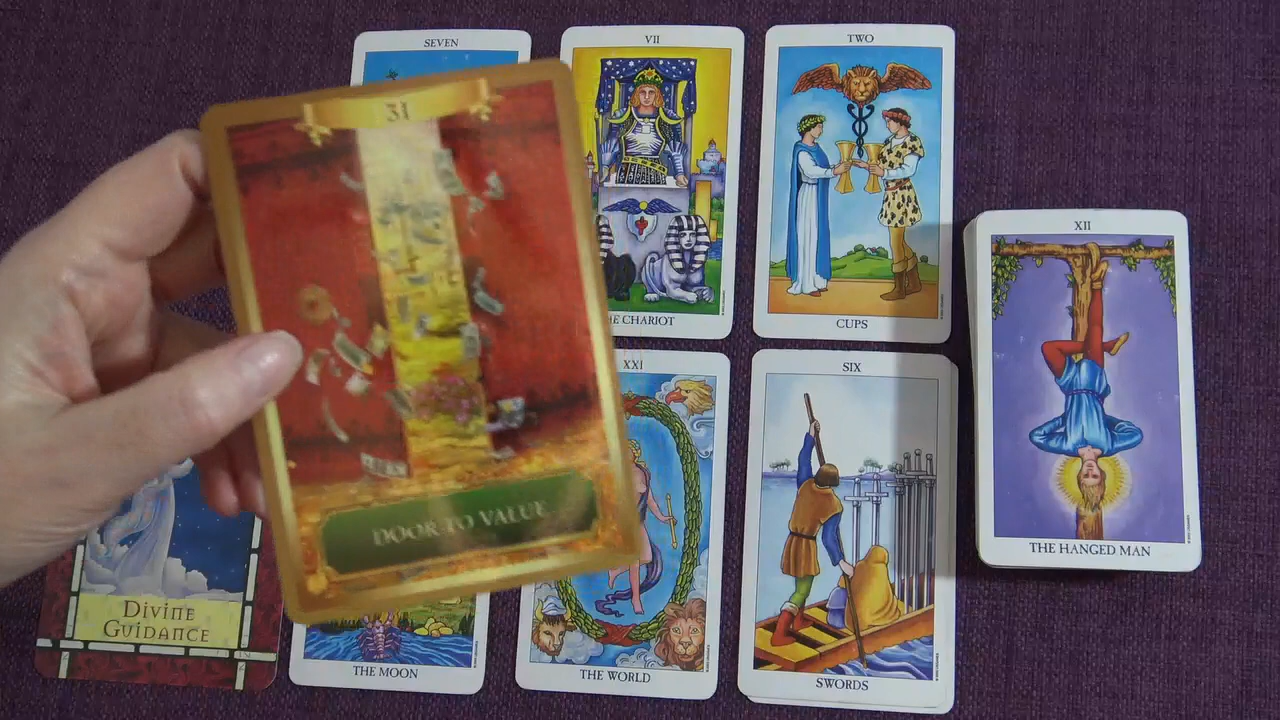 SEVEN
VII
TWO
31
THE CHARIOT
CUPS
XII
XXI
SIX
DOOR TO VALUE
THE HANGED MAN
DIVINE
GUIDANCE
THE MOON
THE WORLD
SWORDS